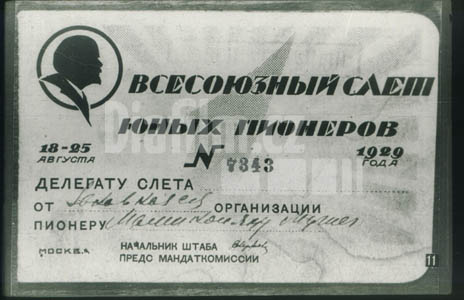 ВСЕСОЮЗНЫЙ СЛЕТ
ЮНЫХ ПИОНЕРОВ
18-25 АВГУСТА
1929 ГОДА
№ 7343
ДЕЛЕГАТУ СЛЕТА
ОТ ОРГАНИЗАЦИИ
ПИОНЕРУ
МОСКВА
НАЧАЛЬНИК ШТАБА
ПРЕДС МАНДАТКОМИССИИ
11